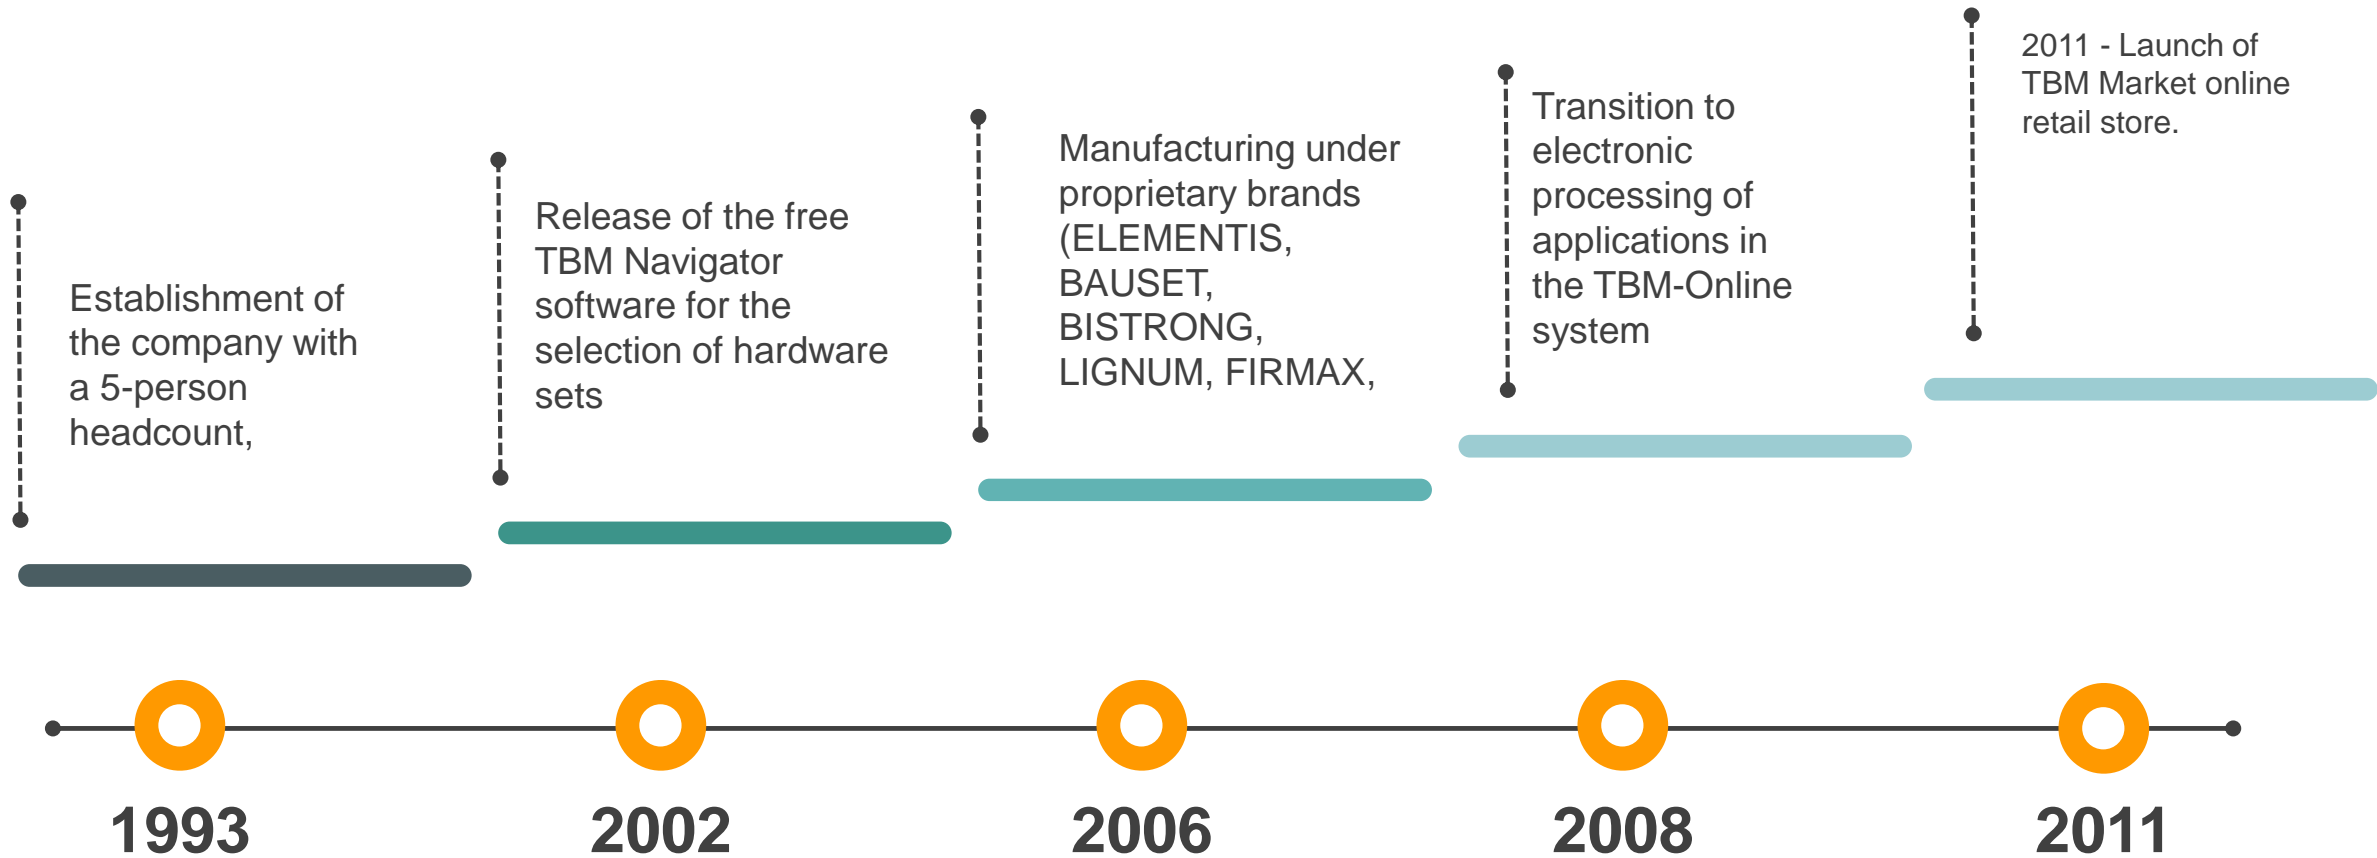 Establishment of
the company with
a 5-person
headcount,
Release of the free
TBM Navigator
software for the
selection of hardware
sets
Manufacturing under
proprietary brands
(ELEMENTIS,
BAUSET,
BISTRONG,
LIGNUM, FIRMAX,
Transition to
electronic
processing of
applications in
the TBM-Online
system
2011 - Launch of
TBM Market online
retail store.
1993
2002
2006
2008
2011